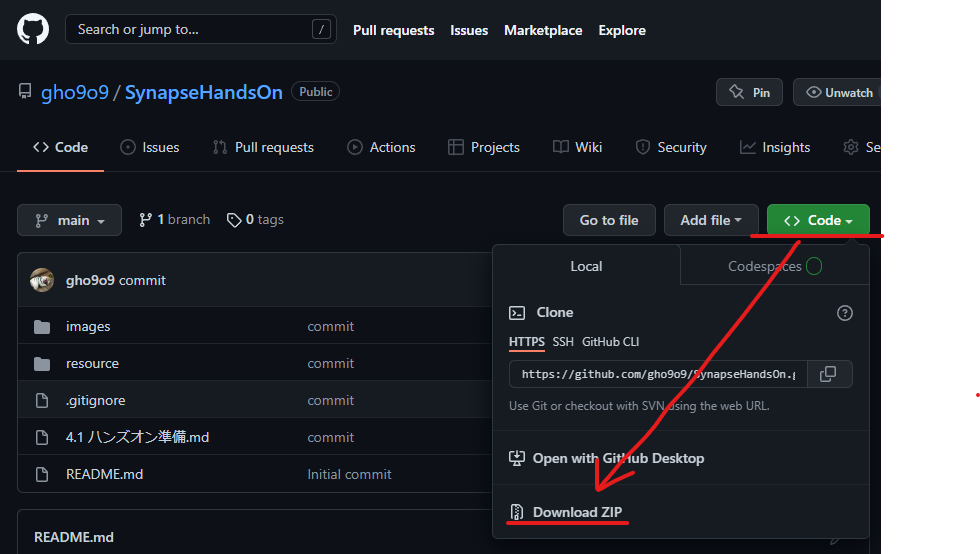 Search or jump to... /
Pull requests Issues Marketplace Explore
gho9o9 / SynapseHandsOn Public
Pin Unwatch
Code Issues Pull requests Actions Projects Wiki Security Insights Se
main 1 branch 0 tags Go to file Add file Code
Local Codespaces
gho9o9 commit
Clone
images commit
HTTPS SSH GitHub CLI
resource commit
https://github.com/gho9o9/SynapseHandsOn.g
.gitignore commit
Use Git or checkout with SVN using the web URL.
4.1 ハンズオン準備.md commit
Open with GitHub Desktop
README.md Initial commit
Download ZIP
README.md